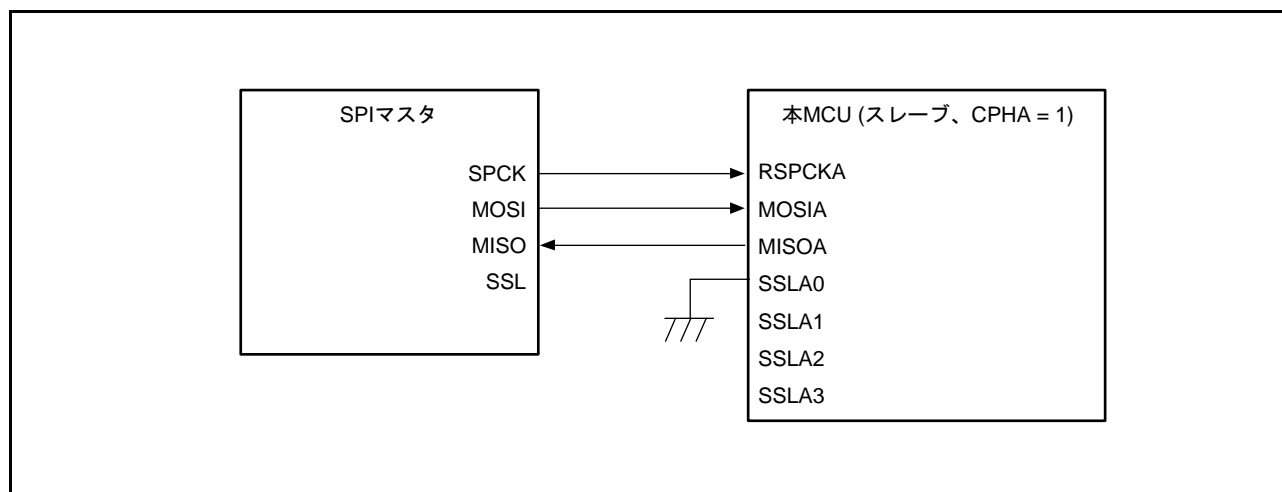 SPIマスタ
SPCK
MOSI
MISO
SSL
本MCU (スレーブ、CPHA = 1)
RSPCKA
MOSIA
MISOA
SSLA0
SSLA1
SSLA2
SSLA3